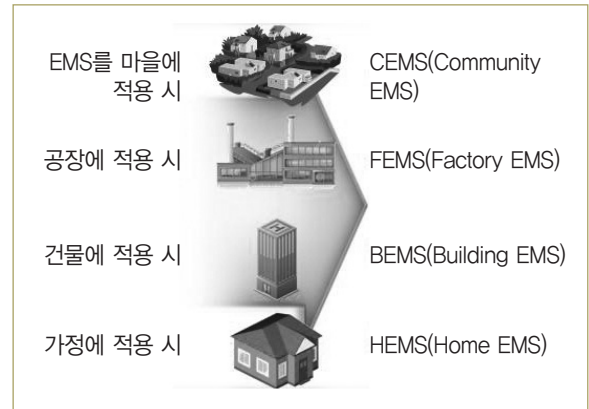 EMS를 마을에
적용 시
CEMS(Community
EMS)
공장에 적용 시
FEMS(Factory EMS)
건물에 적용 시
H
BEMS(Building EMS)
가정에 적용 시
HEMS(Home EMS)